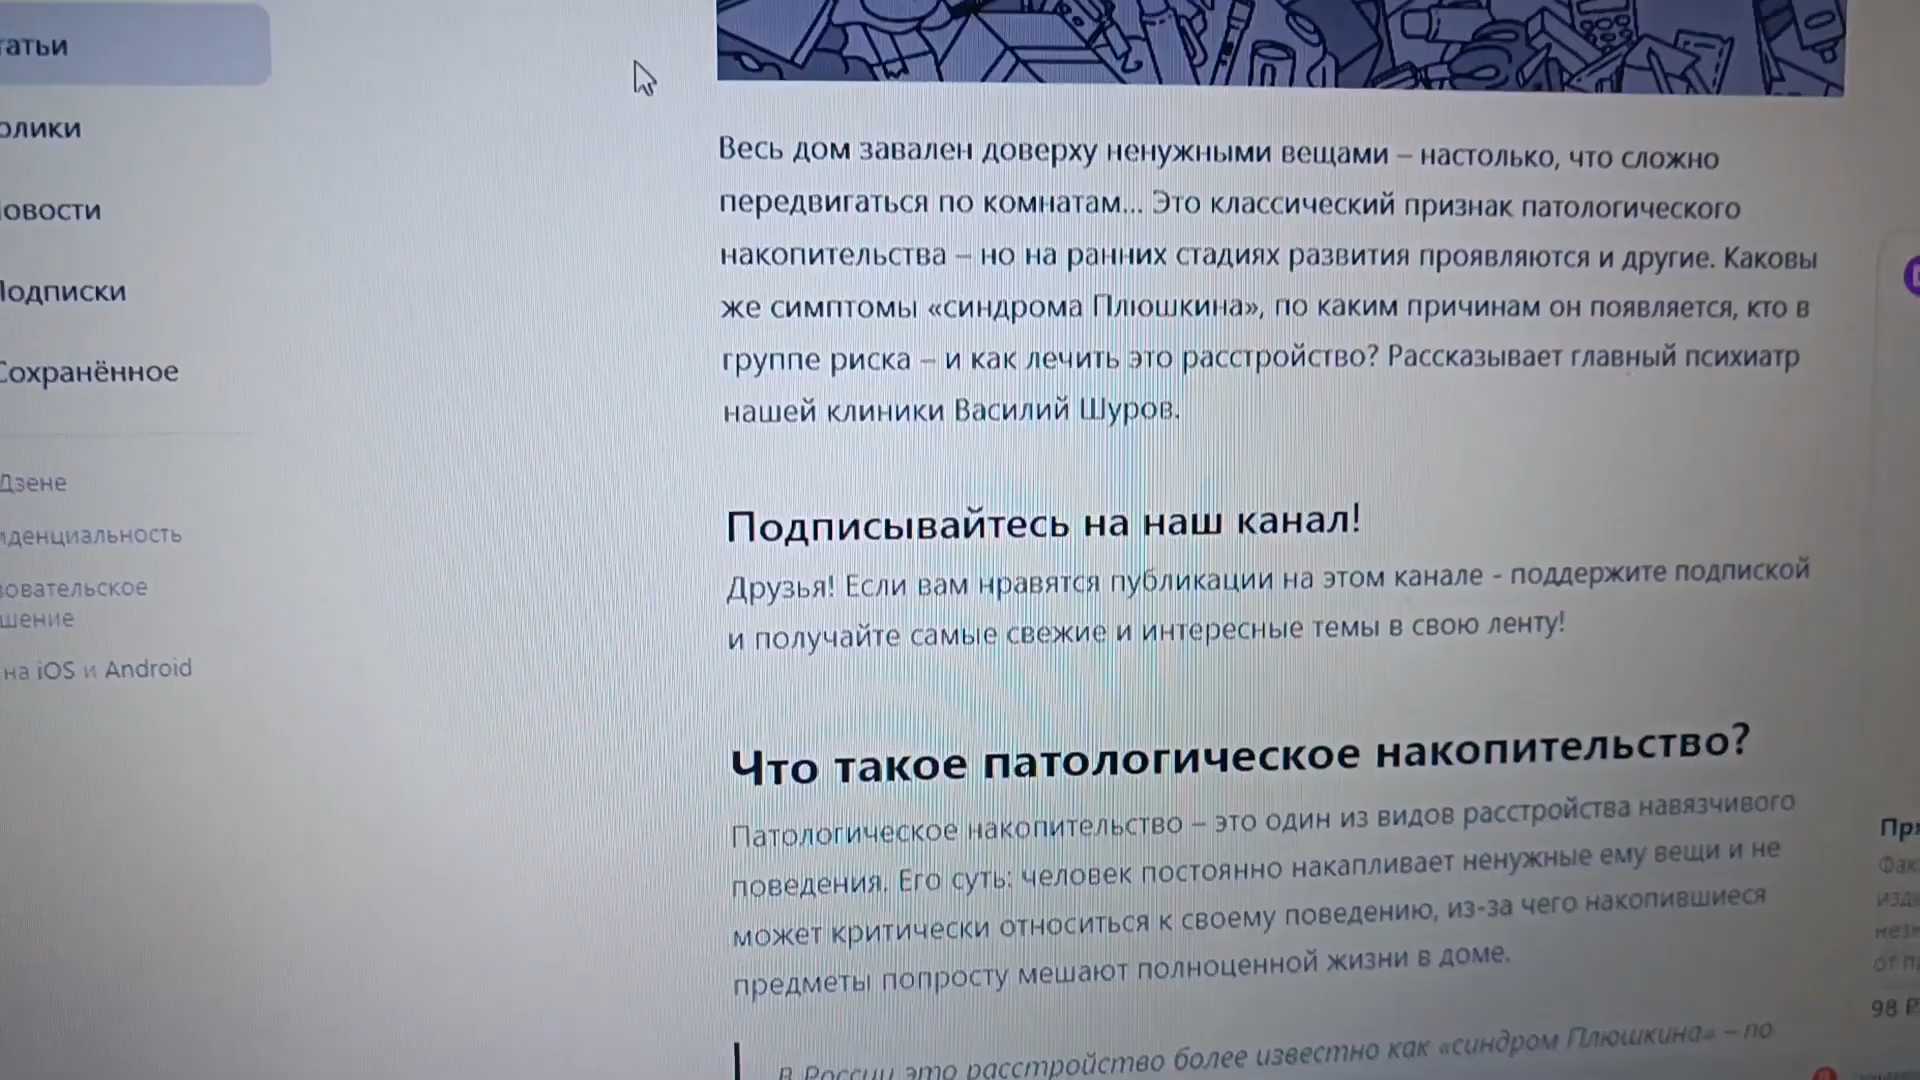 татьи
олики
новости
Подписки
Сохранённое
Дзене
иденциальность
зовательское
шение
на iOS и Android
Весь дом завален доверху ненужными вещами – настолько, что сложно
передвигаться по комнатам... Это классический признак патологического
накопительства – но на ранних стадиях развития проявляются и другие. Каковы
же симптомы «синдрома Плюшкина», по каким причинам он появляется, кто в
группе риска – и как лечить это расстройство? Рассказывает главный психиатр
нашей клиники Василий Шуров.
Подписывайтесь на наш канал!
Друзья! Если вам нравятся публикации на этом канале - поддержите подпиской
и получайте самые свежие и интересные темы в свою ленту!
Что такое патологическое накопительство?
Патологическое накопительство – это один из видов расстройства навязчивого
поведения. Его суть: человек постоянно накапливает ненужные ему вещи и не
может критически относиться к своему поведению, из-за чего накопившиеся
предметы попросту мешают полноценной жизни в доме.
В России это расстройство более известно как «синдром Плюшкина» – по
98 ₽